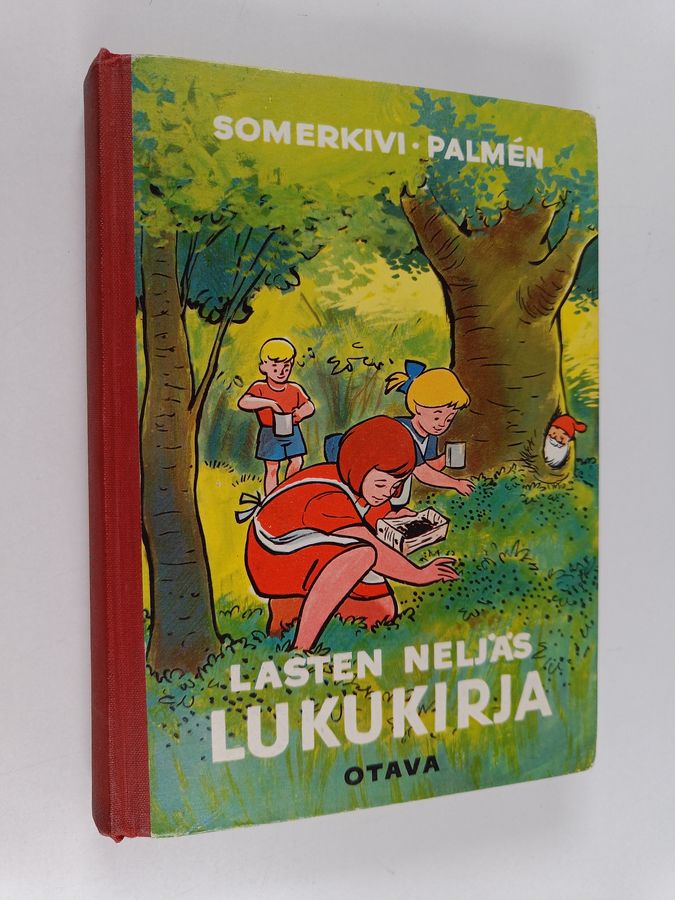 SOMERKIVI · PALMÉN
LASTEN NELJÄS
LUKUKIRJA
OTAVA